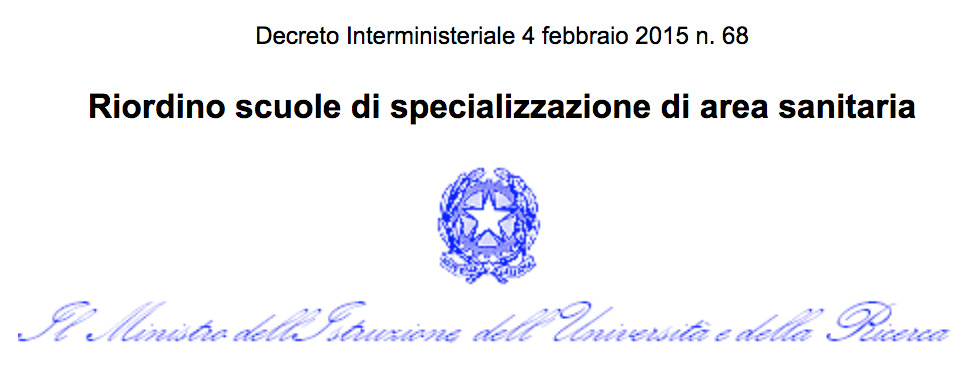 Decreto Interministeriale 4 febbraio 2015 n. 68
Riordino scuole di specializzazione di area sanitaria
Il Ministro dell'Istruzione, dell'Università e della Ricerca